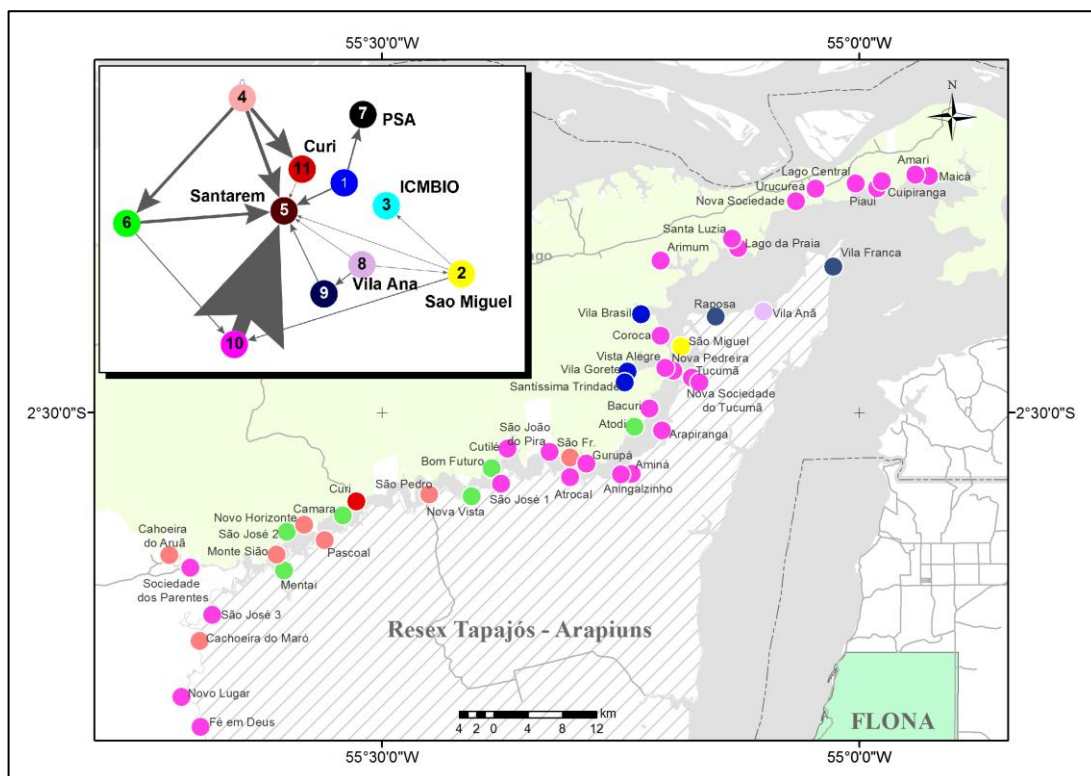 55°30'0"W
55°0'0"W
N
4
7
PSA
Curi
11
1
ICMBIO
Santarem
5
3
6
8
2
Vila Ana
9
Sao Miguel
10
Amari
Lago Central
Maicá
Urucureá
Cuipiranga
Piauí
Nova Sociedade
Santa Luzia
Lago da Praia
Arimum
Vila Franca
ago
Raposa
Vila Brasil
Vila Anã
Coroca
São Miguel
Vista Alegre
Nova Pedreira
Vila Gorete
Tucumã
Santíssima Trindade
Nova Sociedade
do Tucumã
2°30'0"S
2°30'0"S
Bacuri
Atodi
São João
do Pira
Arapiranga
Cutilé
São Fr.
Bom Futuro
Gurupá
Aminá
São Pedro
São José 1
Atrocal
Aningalzinho
Curi
Nova Vista
Camara
Novo Horizonte
Cahoeira
do Aruã
São José 2
Monte Sião
Pascoal
Sociedade
dos Parentes
Mentai
São José 3
Resex Tapajós - Arapiuns
Cachoeira do Maró
Novo Lugar
km
Fé em Deus
4 2 0 4 8 12
FLONA
55°30'0"W
55°0'0"W